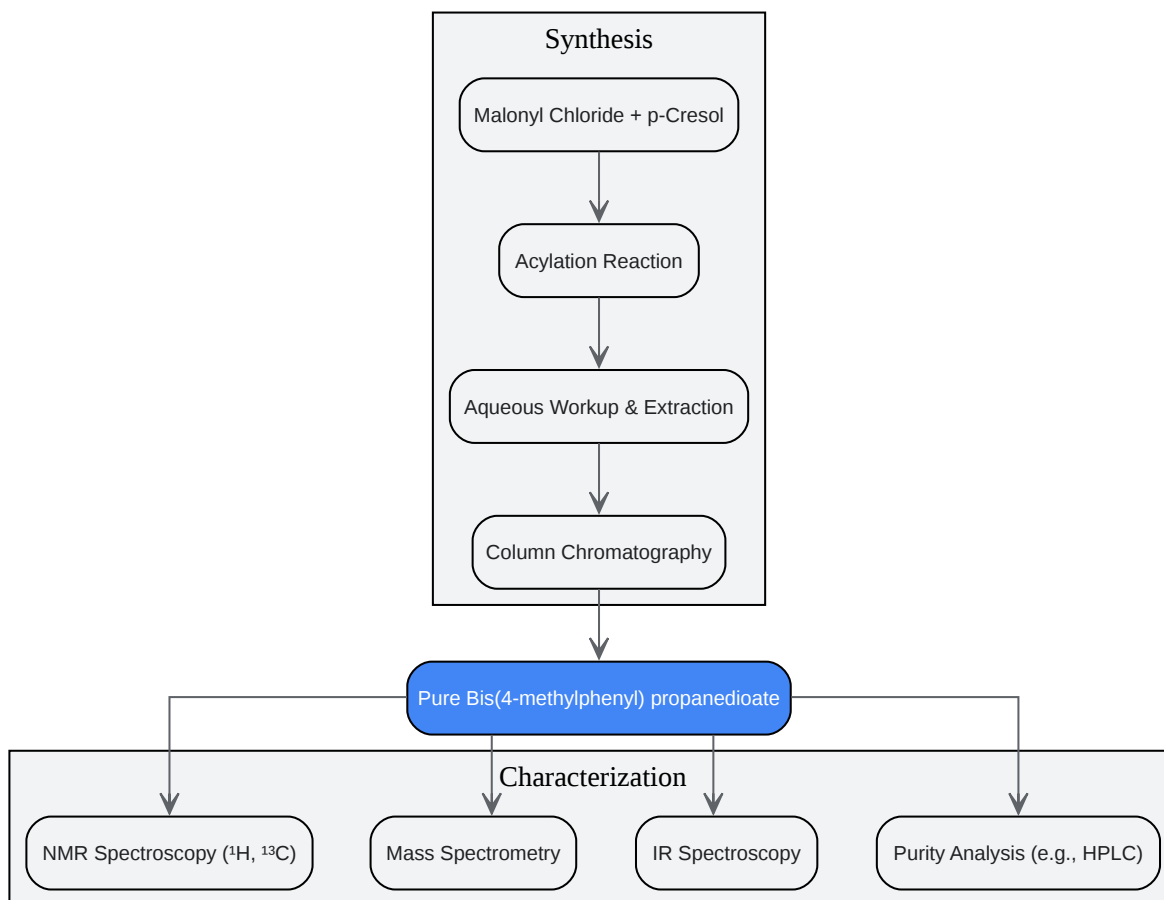 Synthesis
Malonyl Chloride + p-Cresol
Acylation Reaction
Aqueous Workup & Extraction
Column Chromatography
Pure Bis(4-methylphenyl) propanedioate
Characterization
NMR Spectroscopy (¹H, ¹³C)
Mass Spectrometry
IR Spectroscopy
Purity Analysis (e.g., HPLC)